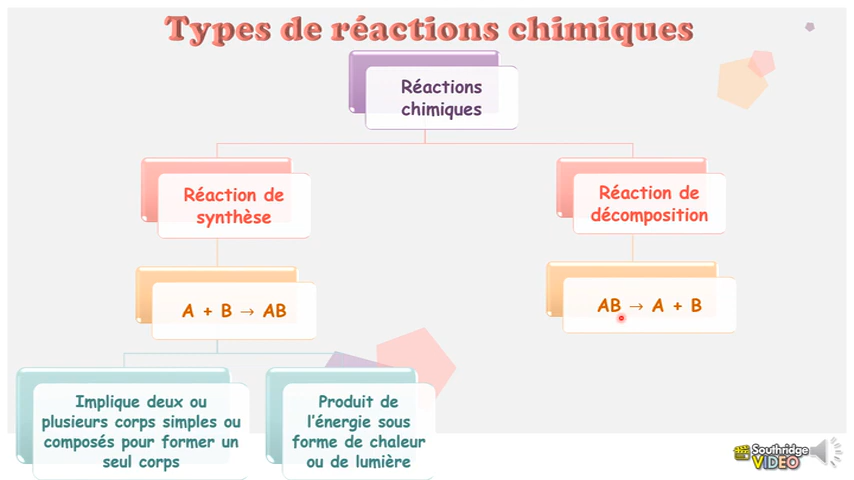 Types de réactions chimiques
Réactions
chimiques
Réaction de
synthèse
Réaction de
décomposition
A + B → AB
AB → A + B
Implique deux ou
plusieurs corps simples ou
composés pour former un
seul corps
Produit de
l'énergie sous
forme de chaleur
ou de lumière
Southridge
VIDEO